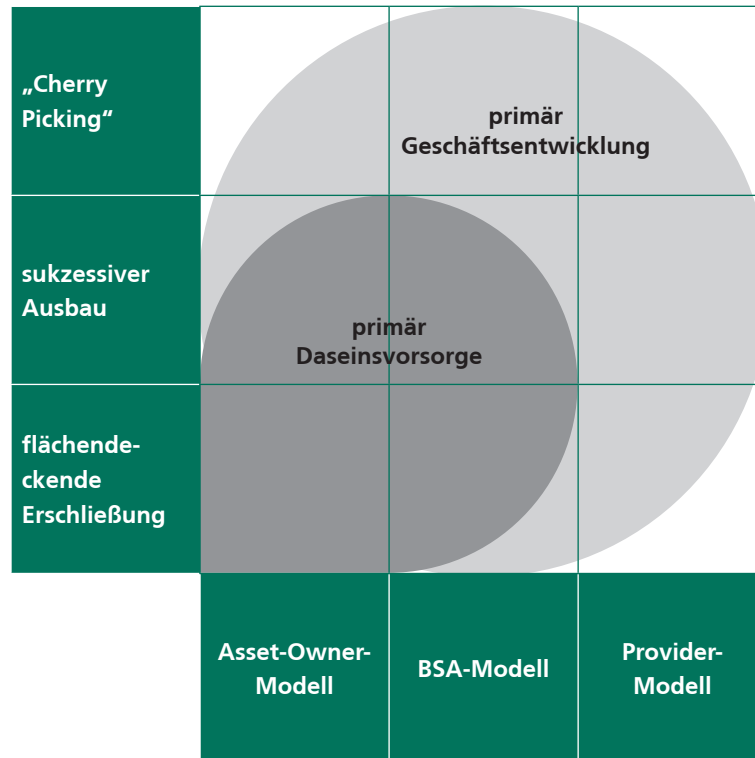 „Cherry
Picking“
primär
Geschäftsentwicklung
sukzessiver
Ausbau
primär
Daseinsvorsorge
flächende-
ckende
Erschließung
Asset-Owner-
Modell
BSA-Modell
Provider-
Modell